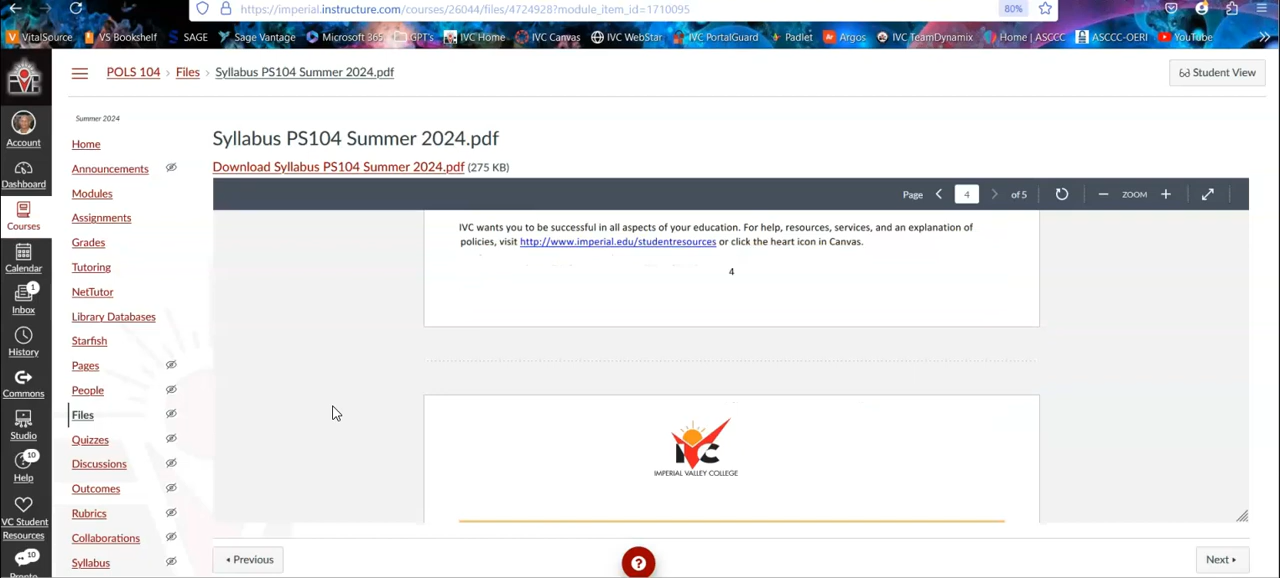 https://imperial.instructure.com/courses/26044/files/4724928?module_item_id=1710095
80%
VitalSource
VS Bookshelf
SAGE
Sage Vantage
Microsoft 365
GPT's
IVC Home
IVC Canvas
IVC WebStar
IVC PortalGuard
Padlet
Argos
IVC TeamDynamix
Home | ASCCC
ASCCC-OERI
YouTube
POLS 104 › Files › Syllabus PS104 Summer 2024.pdf
Student View
Account
Dashboard
Courses
Calendar
1
Inbox
History
Commons
Studio
10
Help
VC Student
Resources
10
Summer 2024
Home
Announcements
Modules
Assignments
Grades
Tutoring
NetTutor
Library Databases
Starfish
Pages
People
Files
Quizzes
Discussions
Outcomes
Rubrics
Collaborations
Syllabus
Syllabus PS104 Summer 2024.pdf
Download Syllabus PS104 Summer 2024.pdf (275 KB)
Page 4 of 5
ZOOM
IVC wants you to be successful in all aspects of your education. For help, resources, services, and an explanation of
policies, visit http://www.imperial.edu/studentresources or click the heart icon in Canvas.
4
IVC
IMPERIAL VALLEY COLLEGE
Previous
?
Next